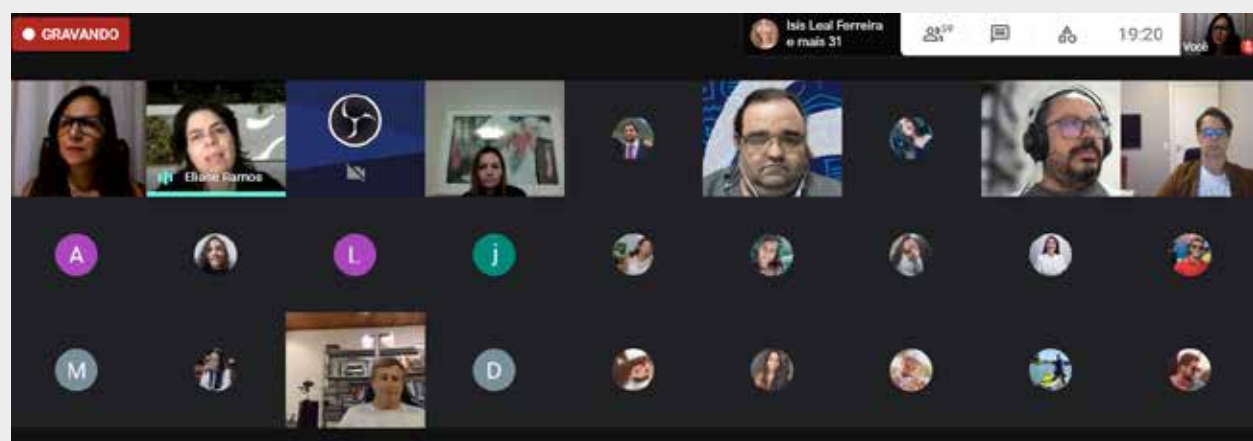 GRAVANDO
Isis Leal Ferreira
e mais 31
59
19:20
Você
Eliane Ramos
A
L
j
M
D